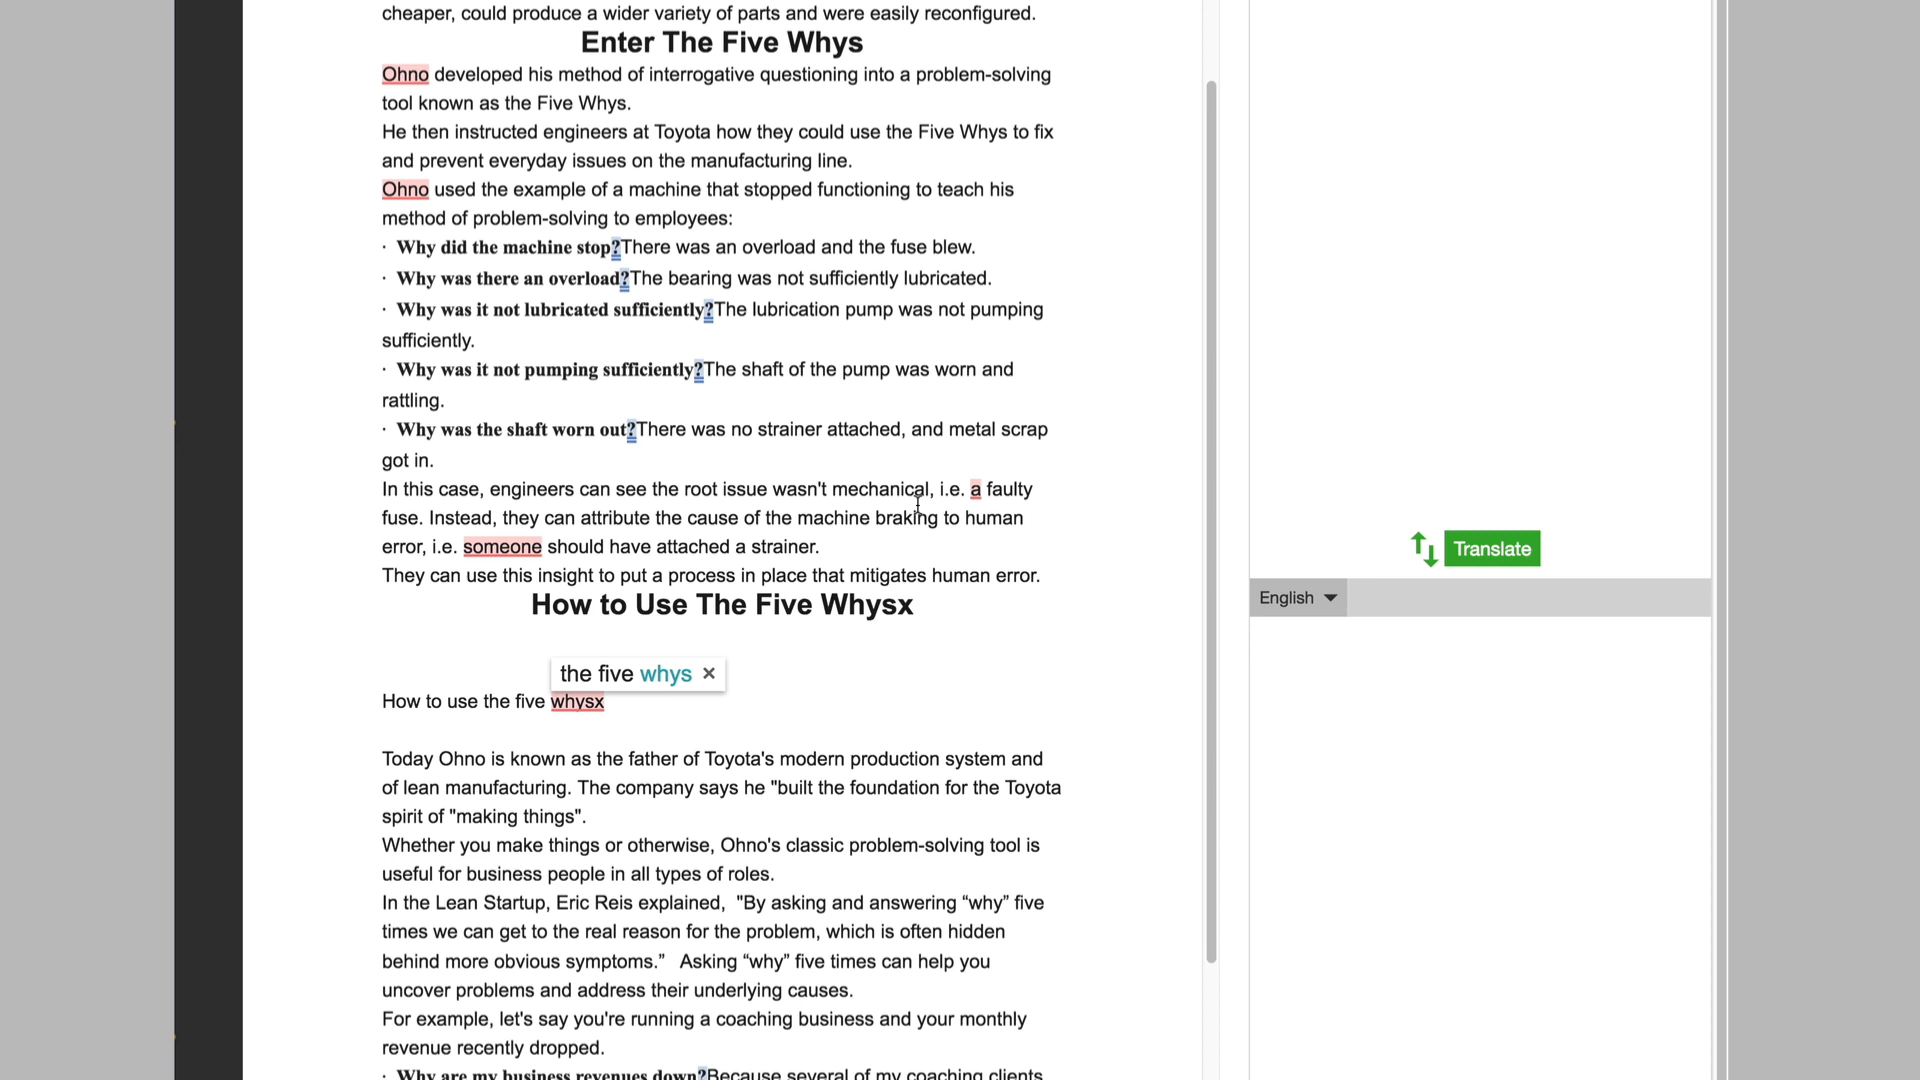 cheaper, could produce a wider variety of parts and were easily reconfigured.
Enter The Five Whys
Ohno developed his method of interrogative questioning into a problem-solving
tool known as the Five Whys.
He then instructed engineers at Toyota how they could use the Five Whys to fix
and prevent everyday issues on the manufacturing line.
Ohno used the example of a machine that stopped functioning to teach his
method of problem-solving to employees:
· Why did the machine stop?There was an overload and the fuse blew.
· Why was there an overload?The bearing was not sufficiently lubricated.
· Why was it not lubricated sufficiently?The lubrication pump was not pumping
sufficiently.
· Why was it not pumping sufficiently?The shaft of the pump was worn and
rattling.
· Why was the shaft worn out?There was no strainer attached, and metal scrap
got in.
In this case, engineers can see the root issue wasn't mechanical, i.e. a faulty
fuse. Instead, they can attribute the cause of the machine braking to human
error, i.e. someone should have attached a strainer.
Translate
They can use this insight to put a process in place that mitigates human error.
English
How to Use The Five Whysx
the five whys ×
How to use the five whysx
Today Ohno is known as the father of Toyota's modern production system and
of lean manufacturing. The company says he "built the foundation for the Toyota
spirit of "making things".
Whether you make things or otherwise, Ohno's classic problem-solving tool is
useful for business people in all types of roles.
In the Lean Startup, Eric Reis explained,  "By asking and answering “why” five
times we can get to the real reason for the problem, which is often hidden
behind more obvious symptoms.”   Asking “why” five times can help you
uncover problems and address their underlying causes.
For example, let's say you're running a coaching business and your monthly
revenue recently dropped.
· Why are my business revenues down?Because several of my coaching clients